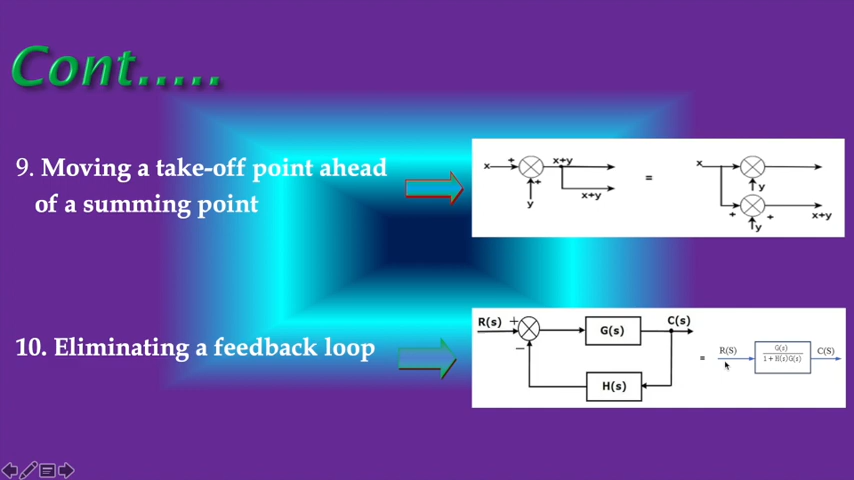 Cont.....
9. Moving a take-off point ahead
of a summing point
x + x+y
+
y x+y
=
x
y
+ + x+y
y
10. Eliminating a feedback loop
R(s) + G(s) C(s)
−
H(s)
=
R(S) G(s) C(S)
1 + H(s)G(s)